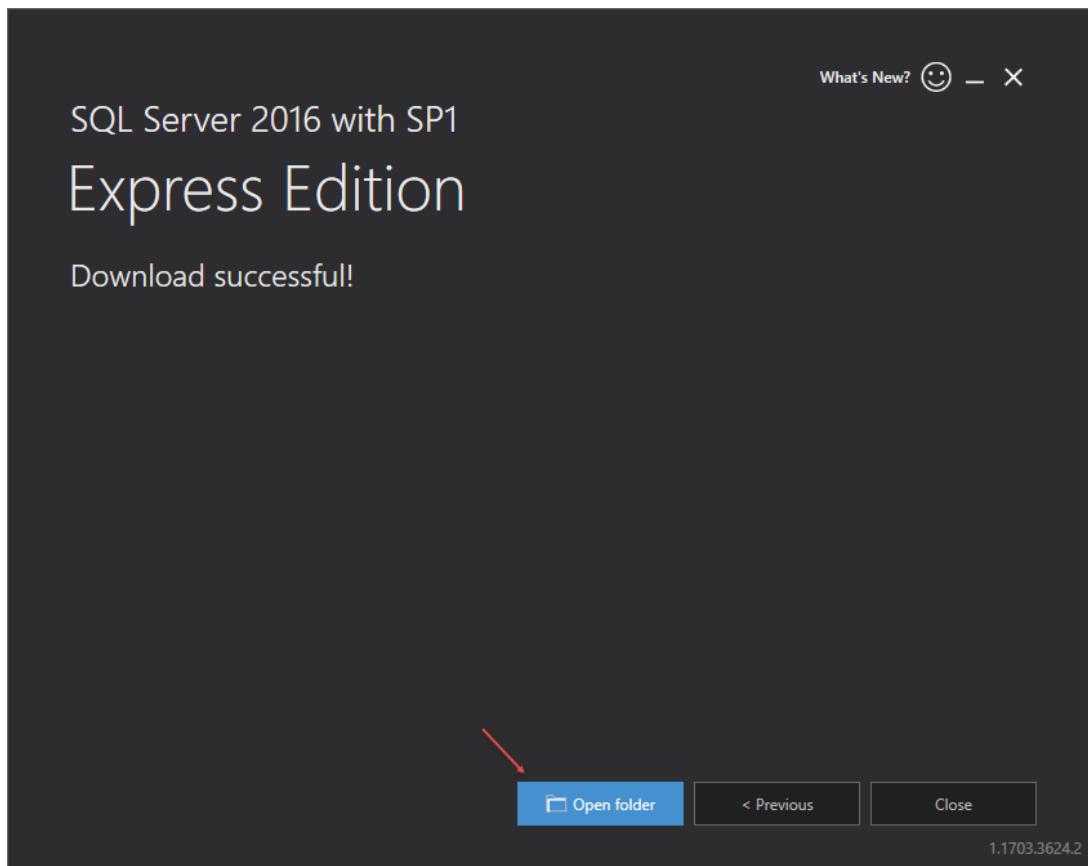 What's New?
SQL Server 2016 with SP1
Express Edition
Download successful!
Open folder
< Previous
Close
1.1703.3624.2